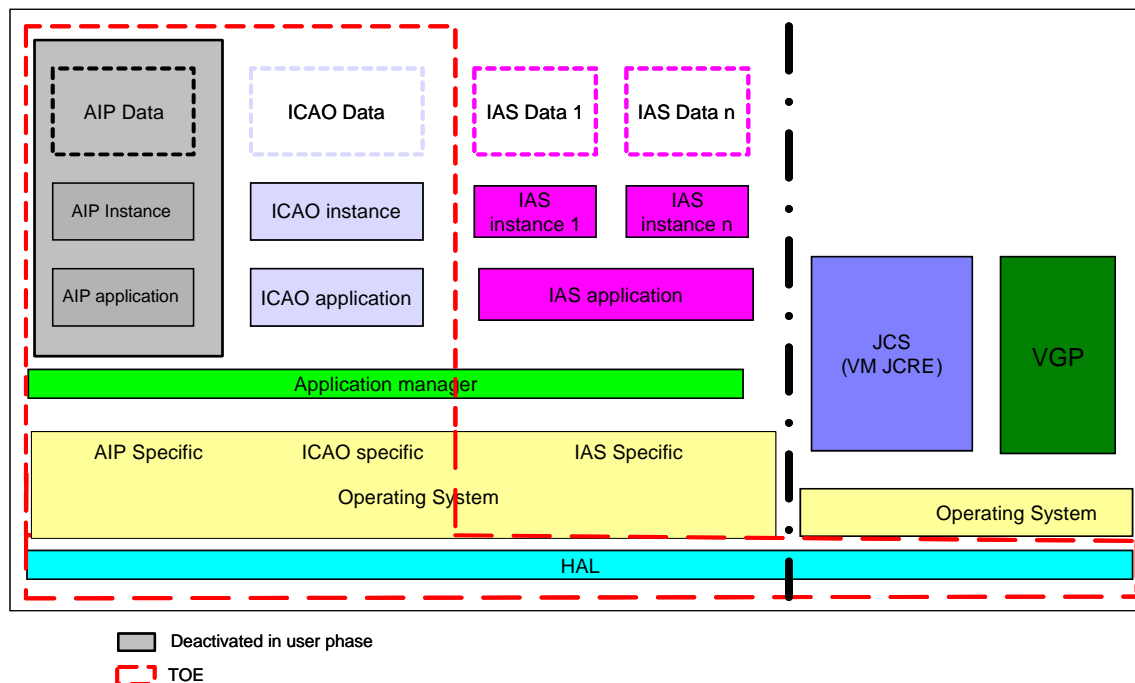 AIP Data
ICAO Data
IAS Data 1
IAS Data n
AIP Instance
ICAO instance
IAS
instance 1
IAS
instance n
AIP application
ICAO application
IAS application
JCS
(VM JCRE)
VGP
Application manager
AIP Specific
ICAO specific
IAS Specific
Operating System
Operating System
HAL
Deactivated in user phase
TOE